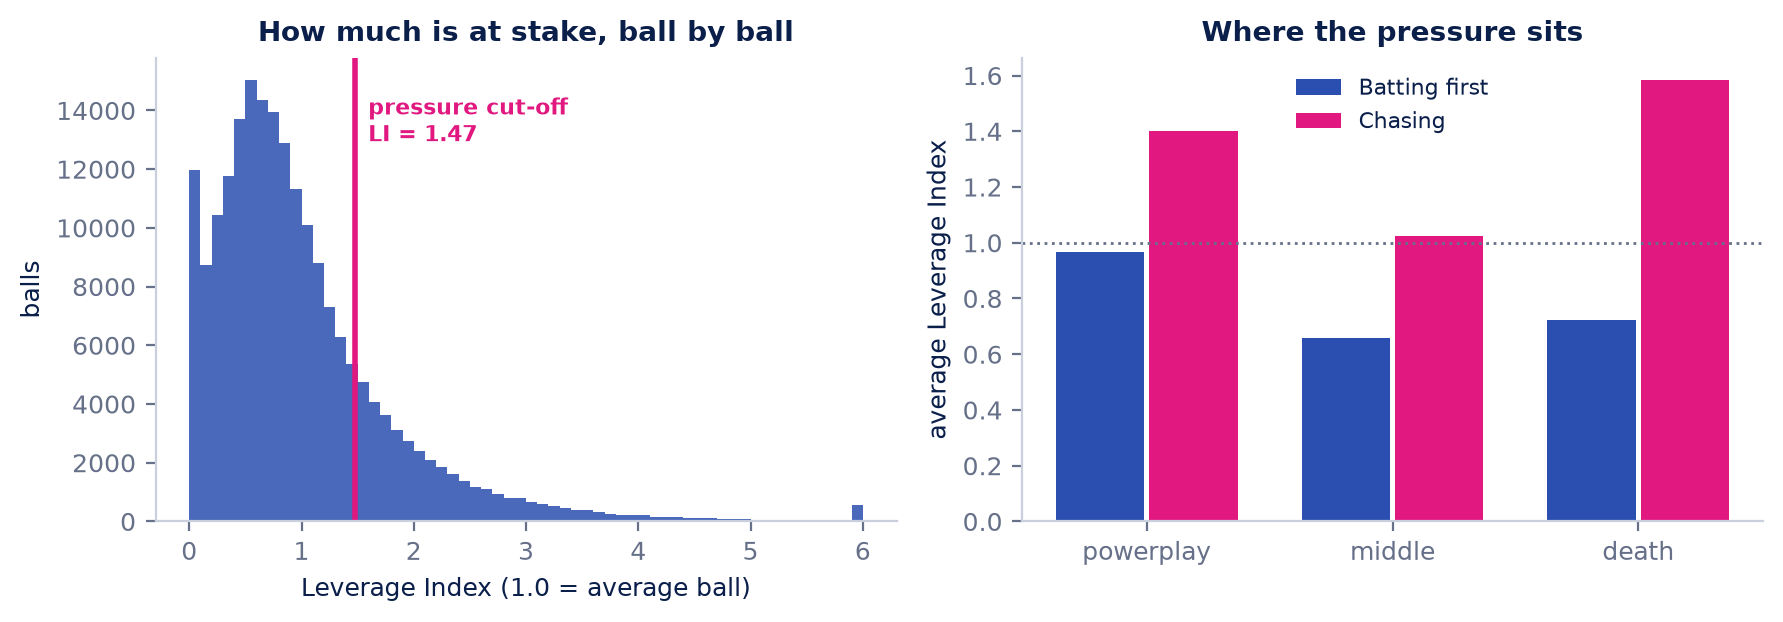 How much is at stake, ball by ball
balls
14000
12000
10000
8000
6000
4000
2000
0
pressure cut-off
LI = 1.47
0 1 2 3 4 5 6
Leverage Index (1.0 = average ball)
Where the pressure sits
average Leverage Index
1.6
1.4
1.2
1.0
0.8
0.6
0.4
0.2
0.0
Batting first
Chasing
powerplay middle death